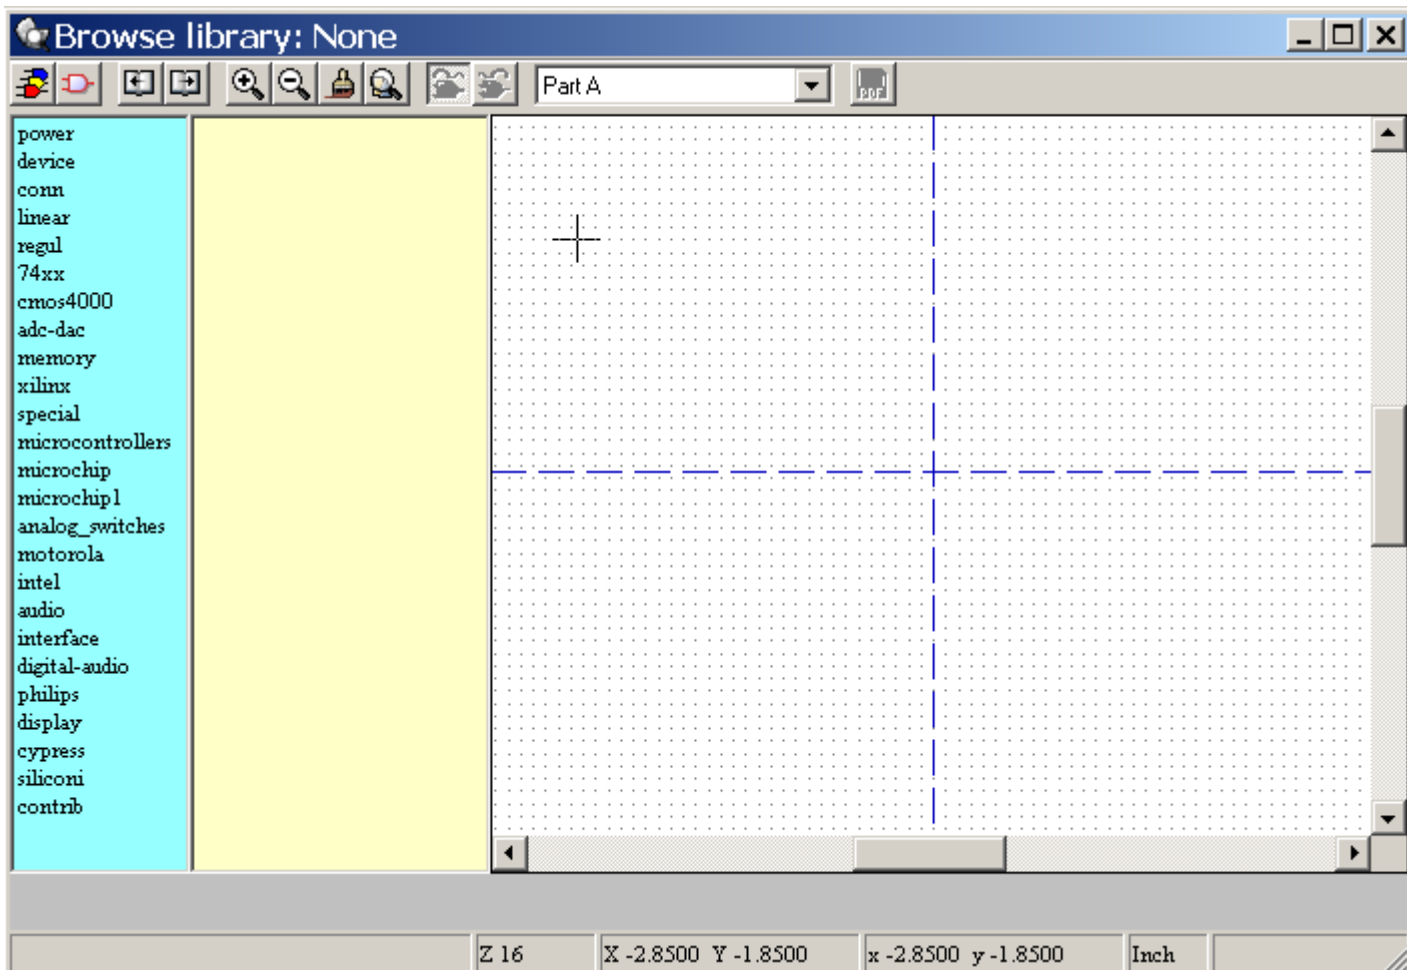 Browse library: None
Part A
PDF
power
device
conn
linear
regul
74xx
cmos4000
adc-dac
memory
xilinx
special
microcontrollers
microchip
microchip1
analog_switches
motorola
intel
audio
interface
digital-audio
philips
display
cypress
siliconi
contrib
Z 16 X -2.8500 Y -1.8500 x -2.8500 y -1.8500 Inch